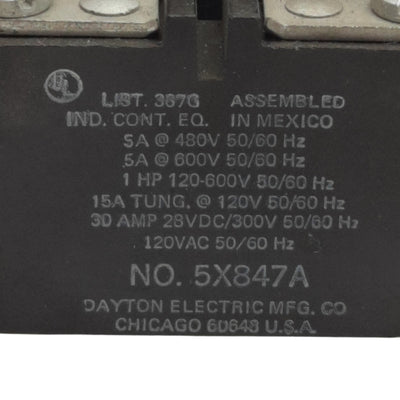 UL LIST. 367G ASSEMBLED
IND. CONT. EQ. IN MEXICO
5A @ 480V 50/60 Hz
5A @ 600V 50/60 Hz
1 HP 120-600V 50/60 Hz
15A TUNG. @ 120V 50/60 Hz
30 AMP 28VDC/300V 50/60 Hz
120VAC 50/60 Hz
NO. 5X847A
DAYTON ELECTRIC MFG. CO
CHICAGO 60648 U.S.A.